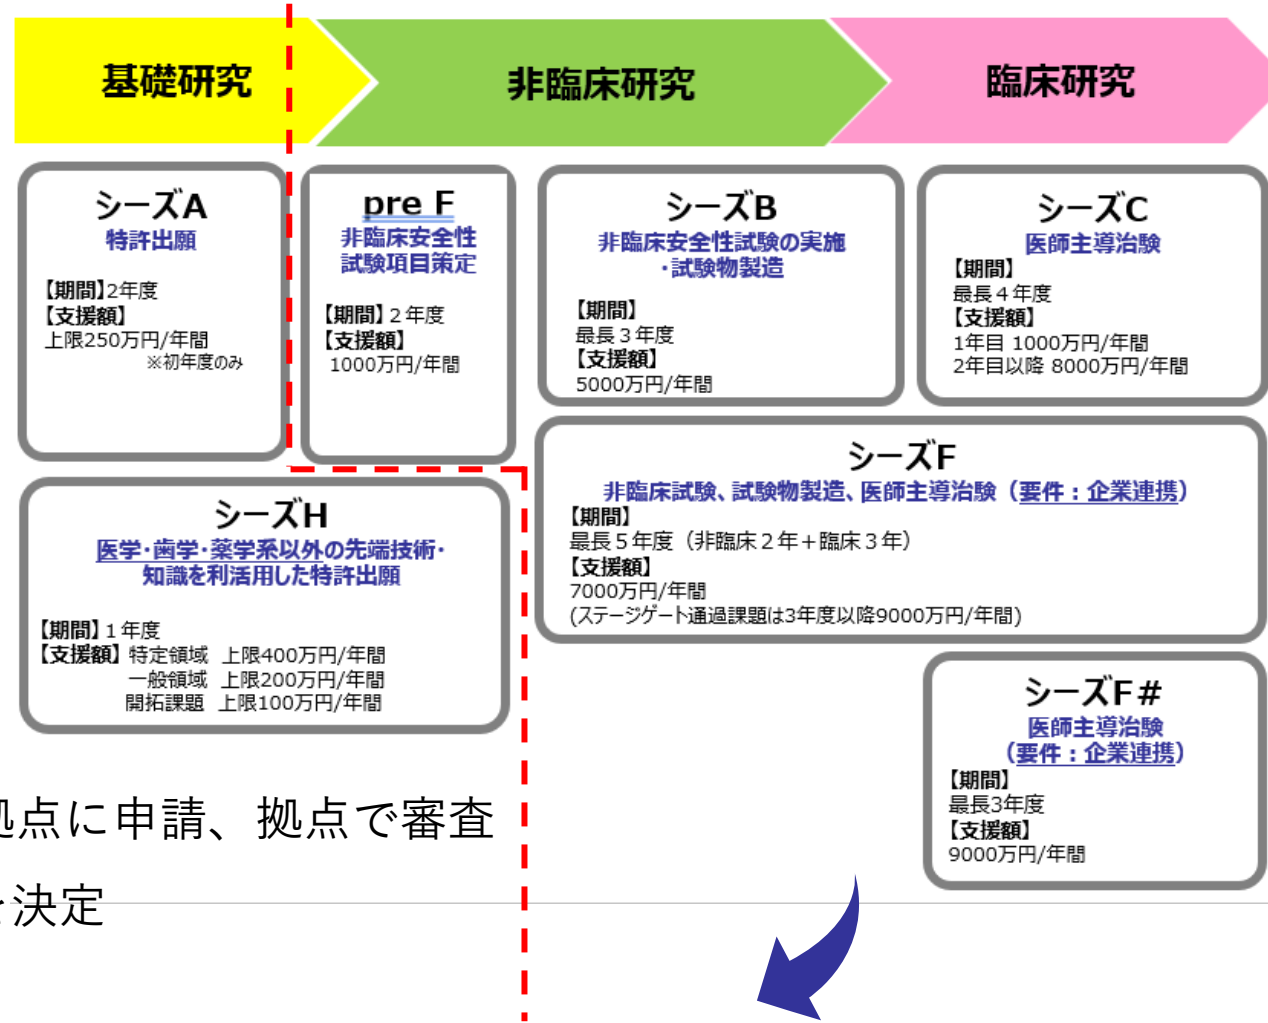 基礎研究
非臨床研究
臨床研究
シーズA
特許出願
【期間】2年度
【支援額】
上限250万円/年間
※初年度のみ
pre F
非臨床安全性
試験項目策定
【期間】２年度
【支援額】
1000万円/年間
シーズB
非臨床安全性試験の実施
・試験物製造
【期間】
最長３年度
【支援額】
5000万円/年間
シーズC
医師主導治験
【期間】
最長４年度
【支援額】
1年目 1000万円/年間
2年目以降 8000万円/年間
シーズF
非臨床試験、試験物製造、医師主導治験（要件：企業連携）
【期間】
最長５年度（非臨床２年＋臨床３年）
【支援額】
7000万円/年間
(ステージゲート通過課題は3年度以降9000万円/年間)
シーズH
医学・歯学・薬学系以外の先端技術・
知識を利活用した特許出願
【期間】１年度
【支援額】特定領域 上限400万円/年間
一般領域 上限200万円/年間
開拓課題 上限100万円/年間
シーズF#
医師主導治験
（要件：企業連携）
【期間】
最長3年度
【支援額】
9000万円/年間
点に申請、拠点で審査
決定